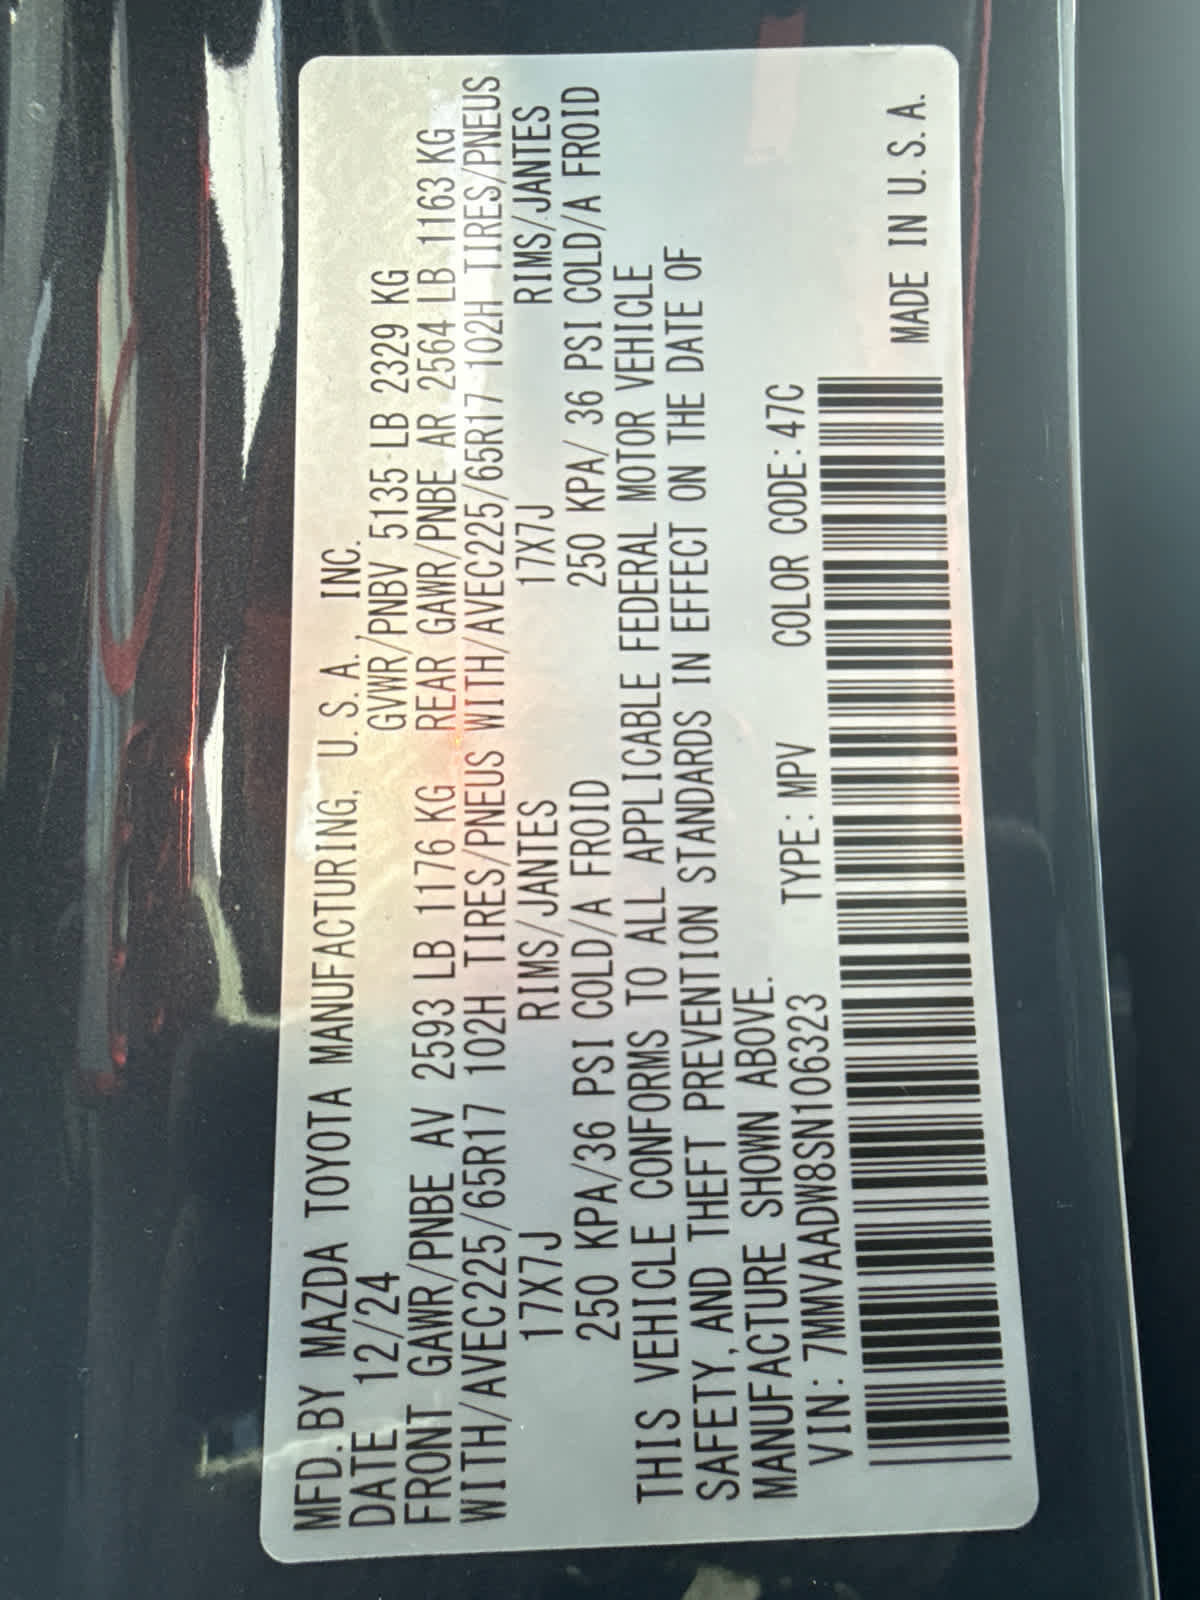 MFD.BY MAZDA TOYOTA MANUFACTURING, U.S.A., INC.
DATE 12/24 GVWR/PNBV 5135 LB 2329 KG
FRONT GAWR/PNBE AV 2593 LB 1176 KG REAR GAWR/PNBE AR 2564 LB 1163 KG
WITH/AVEC225/65R17 102H TIRES/PNEUS WITH/AVEC225/65R17 102H TIRES/PNEUS
17X7J RIMS/JANTES 17X7J RIMS/JANTES
250 KPA/36 PSI COLD/A FROID 250 KPA/ 36 PSI COLD/A FROID
THIS VEHICLE CONFORMS TO ALL APPLICABLE FEDERAL MOTOR VEHICLE
SAFETY,AND THEFT PREVENTION STANDARDS IN EFFECT ON THE DATE OF
MANUFACTURE SHOWN ABOVE.
VIN: 7MMVAADW8SN106323 TYPE: MPV COLOR CODE: 47C
MADE IN U.S.A.